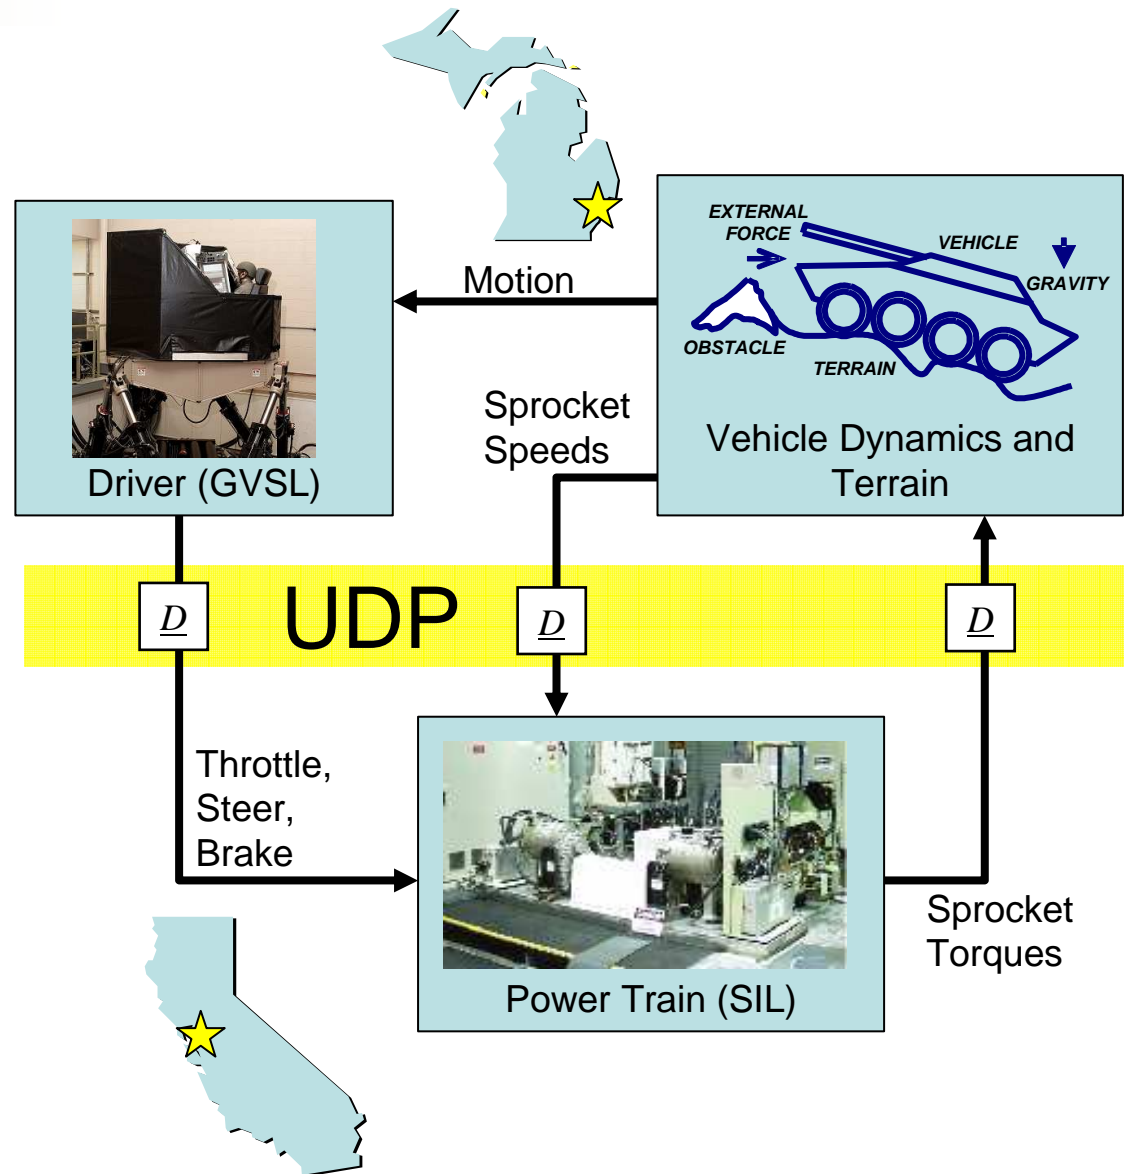 EXTERNAL
FORCE
VEHICLE
GRAVITY
OBSTACLE
TERRAIN
Motion
Sprocket
Speeds
Vehicle Dynamics and
Terrain
Driver (GVSL)
D
UDP
D
D
Throttle,
Steer,
Brake
Sprocket
Torques
Power Train (SIL)